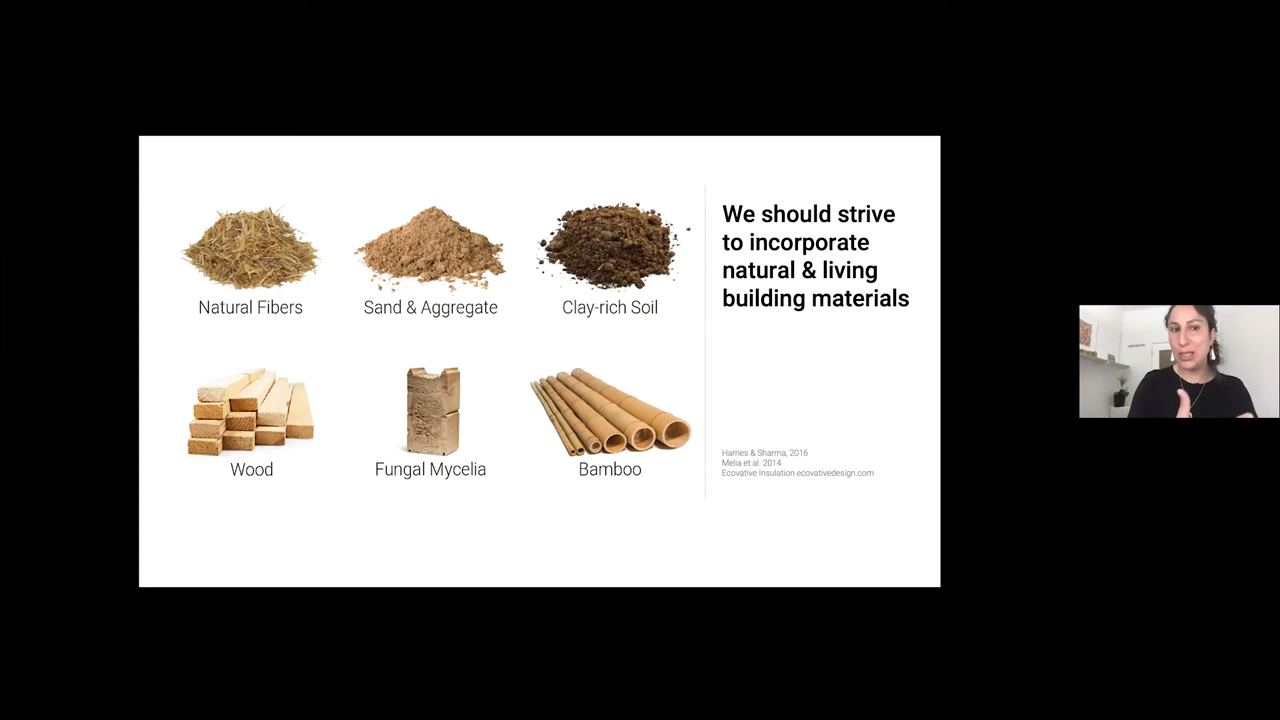 Natural Fibers
Sand & Aggregate
Clay-rich Soil
Wood
Fungal Mycelia
Bamboo
We should strive
to incorporate
natural & living
building materials
Harries & Sharma, 2016
Melia et al. 2014
Ecovative Insulation ecovativedesign.com